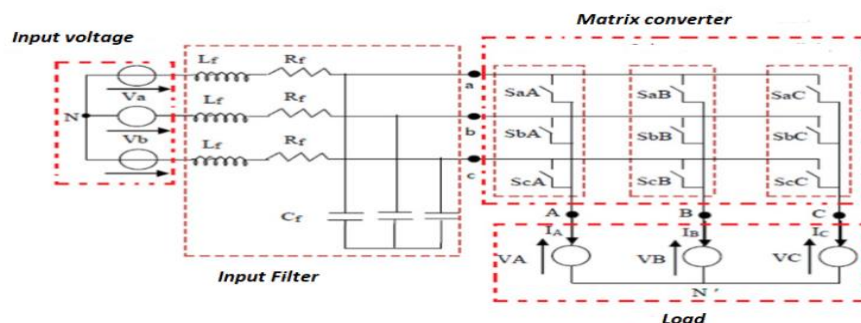 Matrix converter
Input voltage
Lf
Rf
Va
N
Lf
Rf
Vb
Lf
Rf
Cf
Input Filter
a
b
c
SaA
SaB
SaC
SbA
SbB
SbC
ScA
ScB
ScC
A
B
C
IA
IB
IC
VA
VB
VC
N'
Load